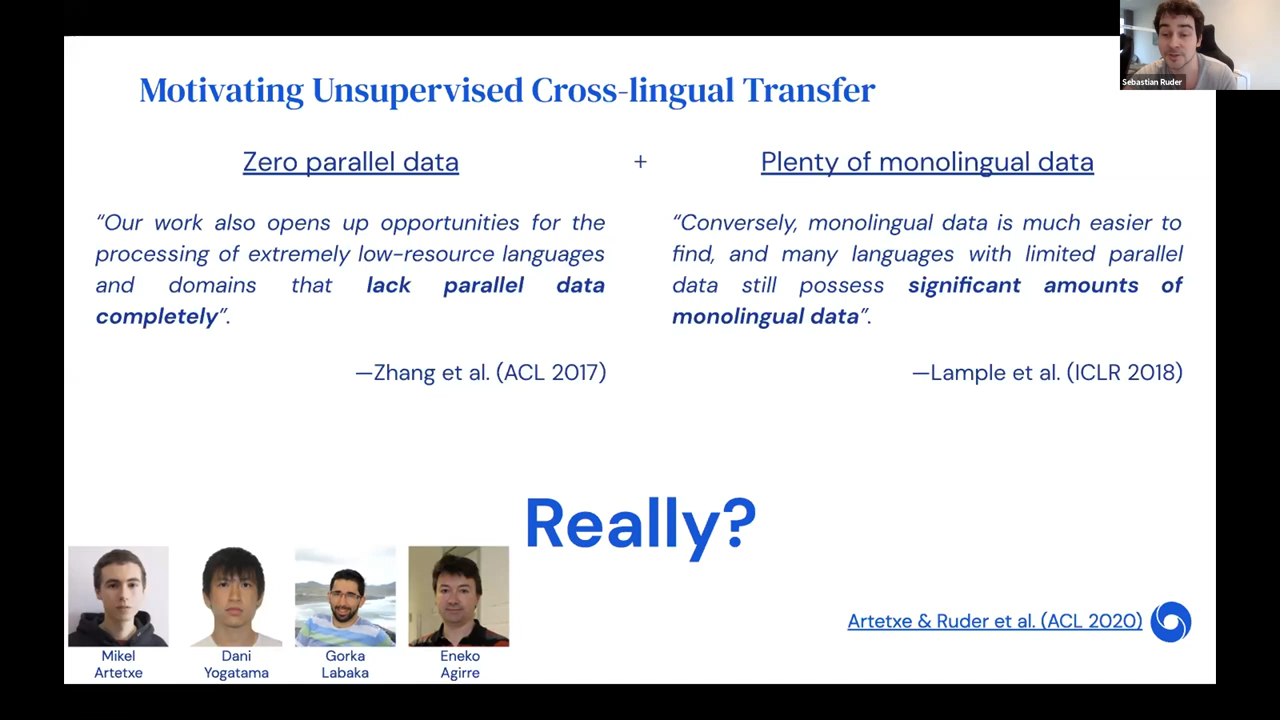 Sebastian Ruder
Motivating Unsupervised Cross-lingual Transfer
Zero parallel data
+
Plenty of monolingual data
“Our work also opens up opportunities for the
processing of extremely low-resource languages
and domains that lack parallel data
completely”.
—Zhang et al. (ACL 2017)
“Conversely, monolingual data is much easier to
find, and many languages with limited parallel
data still possess significant amounts of
monolingual data”.
—Lample et al. (ICLR 2018)
Really?
Mikel
Artetxe
Dani
Yogatama
Gorka
Labaka
Eneko
Agirre
Artetxe & Ruder et al. (ACL 2020)